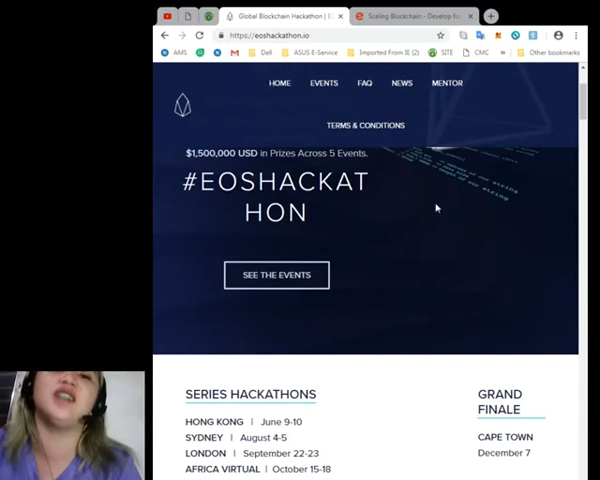 Global Blockchain Hackathon | E
Scaling Blockchain - Develop for
https://eoshackathon.io
AMS
Dell
ASUS E-Service
Imported From IE (2)
SITE
CMC
Other bookmarks
HOME EVENTS FAQ NEWS MENTOR
TERMS & CONDITIONS
$1,500,000 USD in Prizes Across 5 Events.
#EOSHACKAT
HON
SEE THE EVENTS
SERIES HACKATHONS
HONG KONG | June 9-10
SYDNEY | August 4-5
LONDON | September 22-23
AFRICA VIRTUAL | October 15-18
GRAND
FINALE
CAPE TOWN
December 7